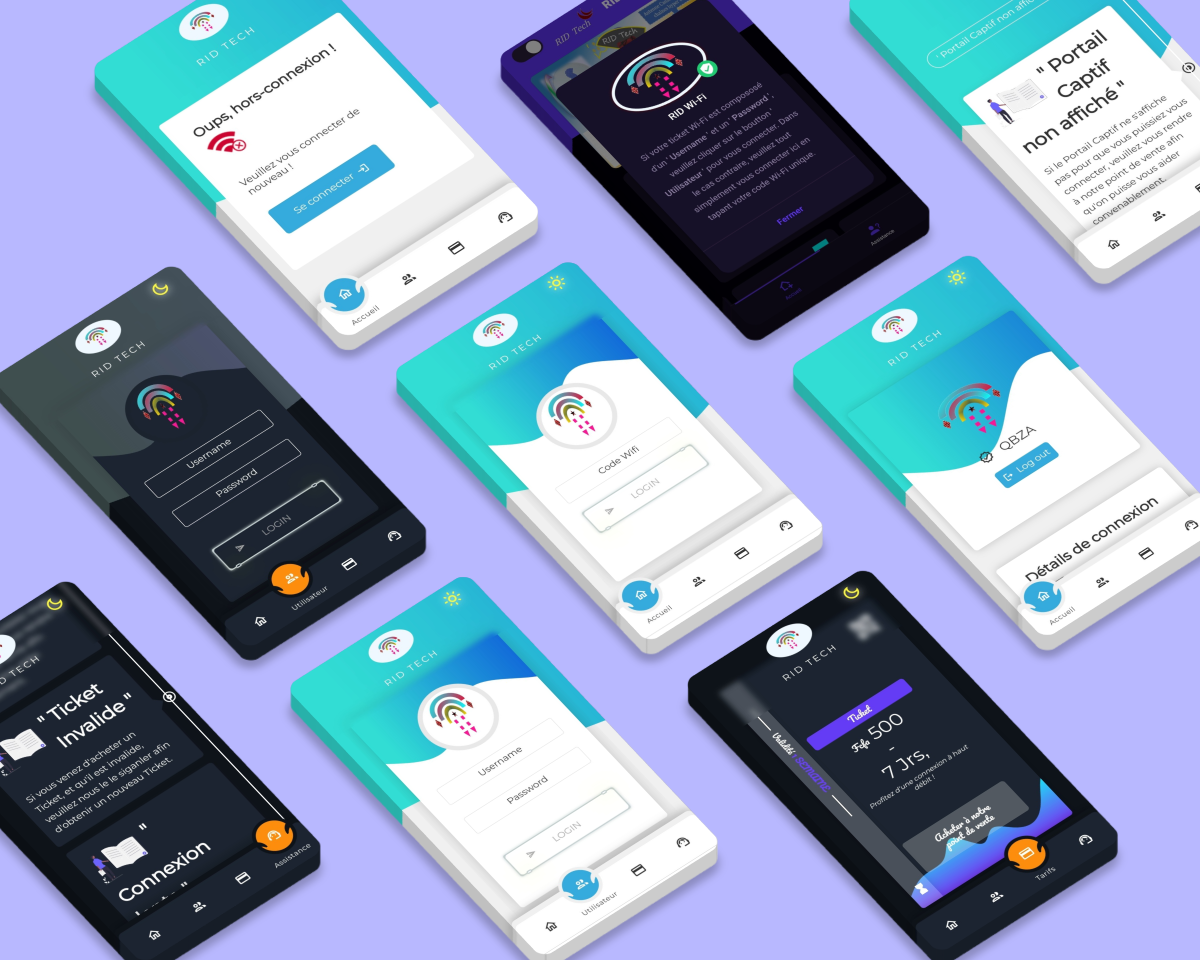 RID TECH
Oups, hors-connexion !
Veuillez vous connecter de
nouveau !
Se connecter
Accueil
RID Tech
RID Tech
RID Wi-Fi
Si votre ticket Wi-Fi est compososé
d'un ' Username ' et un ' Password ',
veuillez cliquer sur le boutton '
Utilisateur ' pour vous connecter. Dans
le cas contraire, veuillez tout
simplement vous connecter ici en
tapant votre code Wi-Fi unique.
Fermer
Accueil
Assistance
" Portail Captif non affiché
" Portail
Captif
non affiché"
Si le Portail Captif ne s'affiche
pas pour que vous puissiez vous
connecter, veuillez vous rendre
à notre point de vente afin
qu'on puisse vous aider
convenablement.
RID TECH
Username
Password
LOGIN
Utilisateur
RID TECH
Code Wifi
LOGIN
Accueil
RID TECH
QBZA
Log out
Détails de connexion
Accueil
TECH
" Ticket
Invalide "
Si vous venez d'acheter un
Ticket, et qu'il est invalide,
veuillez nous le siganler afin
d'obtenir un nouveau Ticket.
"
Connexion
Assistance
RID TECH
Username
Password
LOGIN
Utilisateur
RID TECH
Ticket
Fcfa 500
-
7 Jrs,
Profitez d'une connexion à haut
débit !
Validité : SEMAINE
Acheter à notre
point de vente
Tarifs